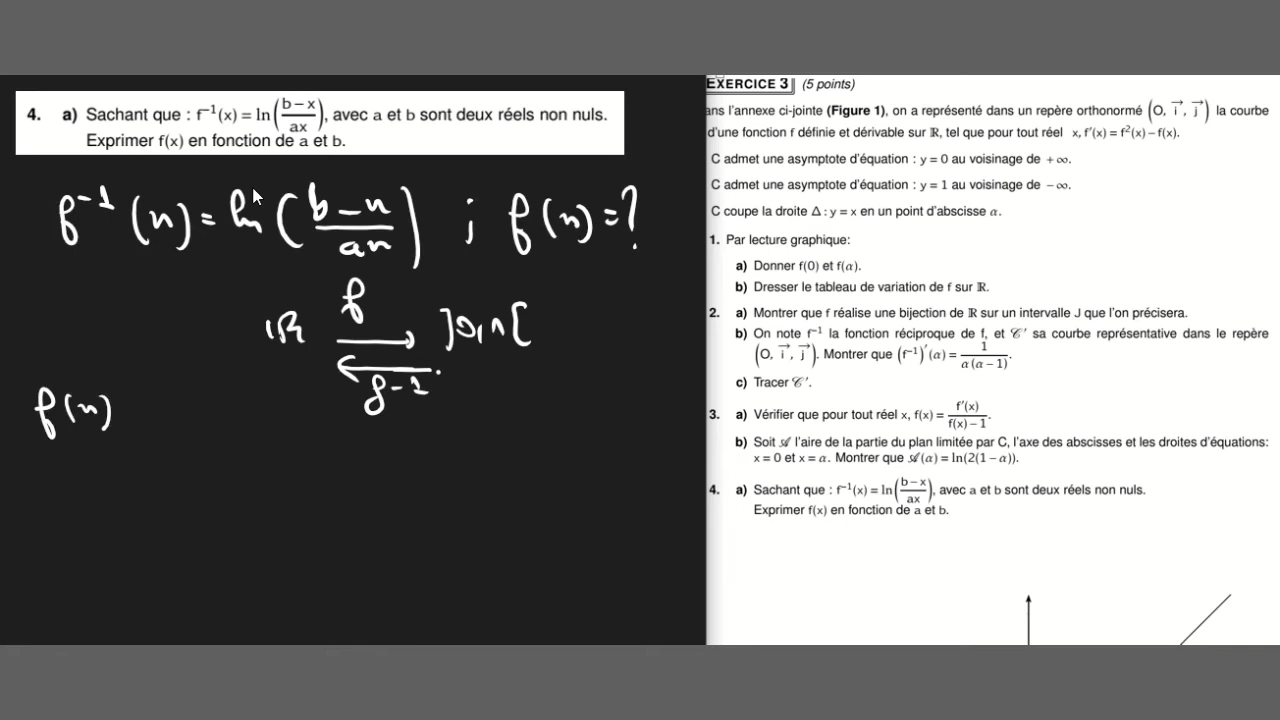 4. a) Sachant que : f⁻¹(x) = ln((b−x)/(ax)), avec a et b sont deux réels non nuls.
Exprimer f(x) en fonction de a et b.
f⁻¹(x) = ln((b−x)/(ax)) ; f(x) = ?
f
IR → ]0,1[
← f⁻¹
f(x)
EXERCICE 3 (5 points)
ans l'annexe ci-jointe (Figure 1), on a représenté dans un repère orthonormé (O, i⃗, j⃗) la courbe
d'une fonction f définie et dérivable sur ℝ, tel que pour tout réel x, f′(x) = f²(x) − f(x).
C admet une asymptote d'équation : y = 0 au voisinage de +∞.
C admet une asymptote d'équation : y = 1 au voisinage de −∞.
C coupe la droite Δ : y = x en un point d'abscisse α.
1. Par lecture graphique:
a) Donner f(0) et f(α).
b) Dresser le tableau de variation de f sur ℝ.
2. a) Montrer que f réalise une bijection de ℝ sur un intervalle J que l'on précisera.
b) On note f⁻¹ la fonction réciproque de f, et 𝒞′ sa courbe représentative dans le repère
(O, i⃗, j⃗). Montrer que (f⁻¹)′(α) = 1/(α(α−1)).
c) Tracer 𝒞′.
3. a) Vérifier que pour tout réel x, f(x) = f′(x)/(f(x)−1).
b) Soit 𝒜 l'aire de la partie du plan limitée par C, l'axe des abscisses et les droites d'équations:
x = 0 et x = α. Montrer que 𝒜(α) = ln(2(1−α)).
4. a) Sachant que : f⁻¹(x) = ln((b−x)/(ax)), avec a et b sont deux réels non nuls.
Exprimer f(x) en fonction de a et b.